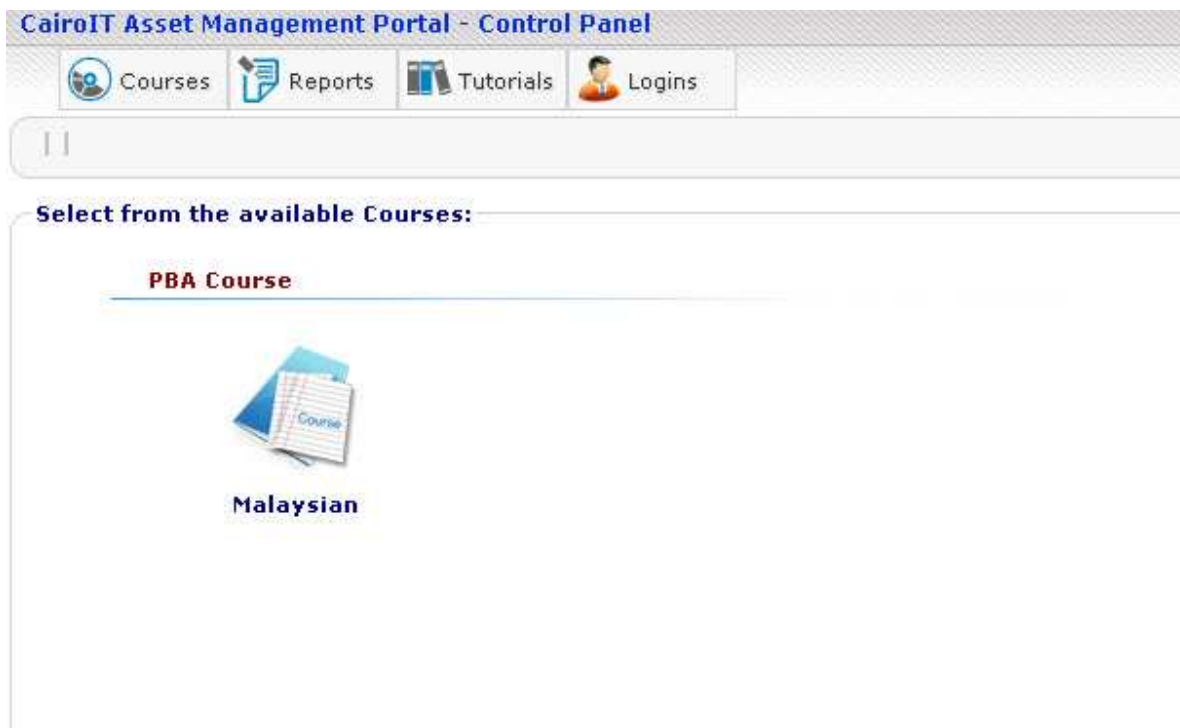 CairoIT Asset Management Portal - Control Panel
Courses Reports Tutorials Logins
| |
Select from the available Courses:
PBA Course
Course
Malaysian